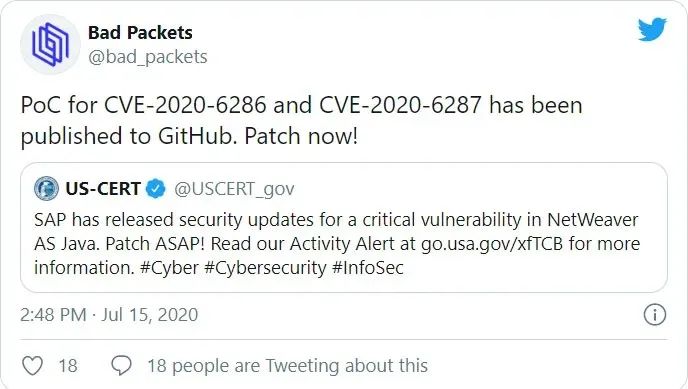 Bad Packets
@bad_packets
PoC for CVE-2020-6286 and CVE-2020-6287 has been
published to GitHub. Patch now!
US-CERT @USCERT_gov
SAP has released security updates for a critical vulnerability in NetWeaver
AS Java. Patch ASAP! Read our Activity Alert at go.usa.gov/xfTCB for more
information. #Cyber #Cybersecurity #InfoSec
2:48 PM · Jul 15, 2020
18 18 people are Tweeting about this